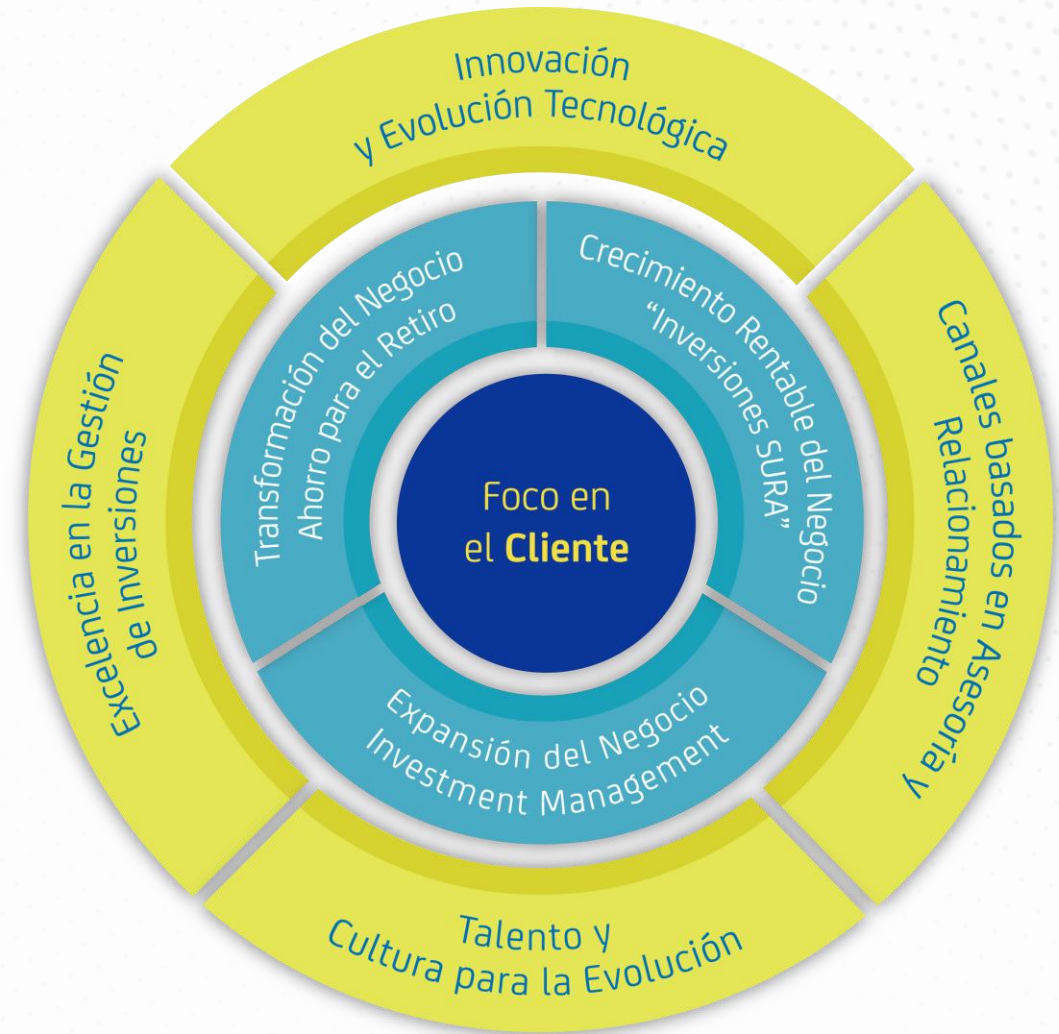 Innovación
y Evolución Tecnológica
Canales basados en Asesoría y
Relacionamiento
Talento y
Cultura para la Evolución
Excelencia en la Gestión
de Inversiones
Transformación del Negocio
Ahorro para el Retiro
Crecimiento Rentable del Negocio
“Inversiones SURA”
Expansión del Negocio
Investment Management
Foco en
el Cliente